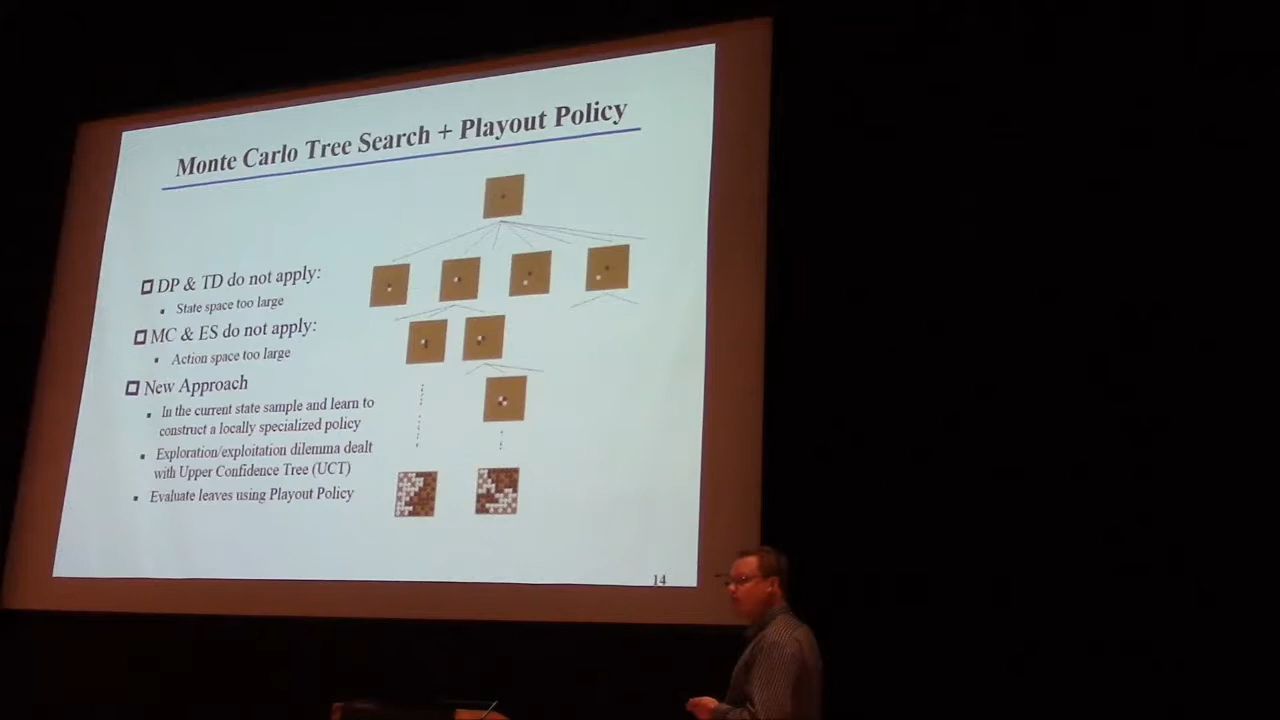 Monte Carlo Tree Search + Playout Policy
DP & TD do not apply:
State space too large
MC & ES do not apply:
Action space too large
New Approach
In the current state sample and learn to
construct a locally specialized policy
Exploration/exploitation dilemma dealt
with Upper Confidence Tree (UCT)
Evaluate leaves using Playout Policy
14